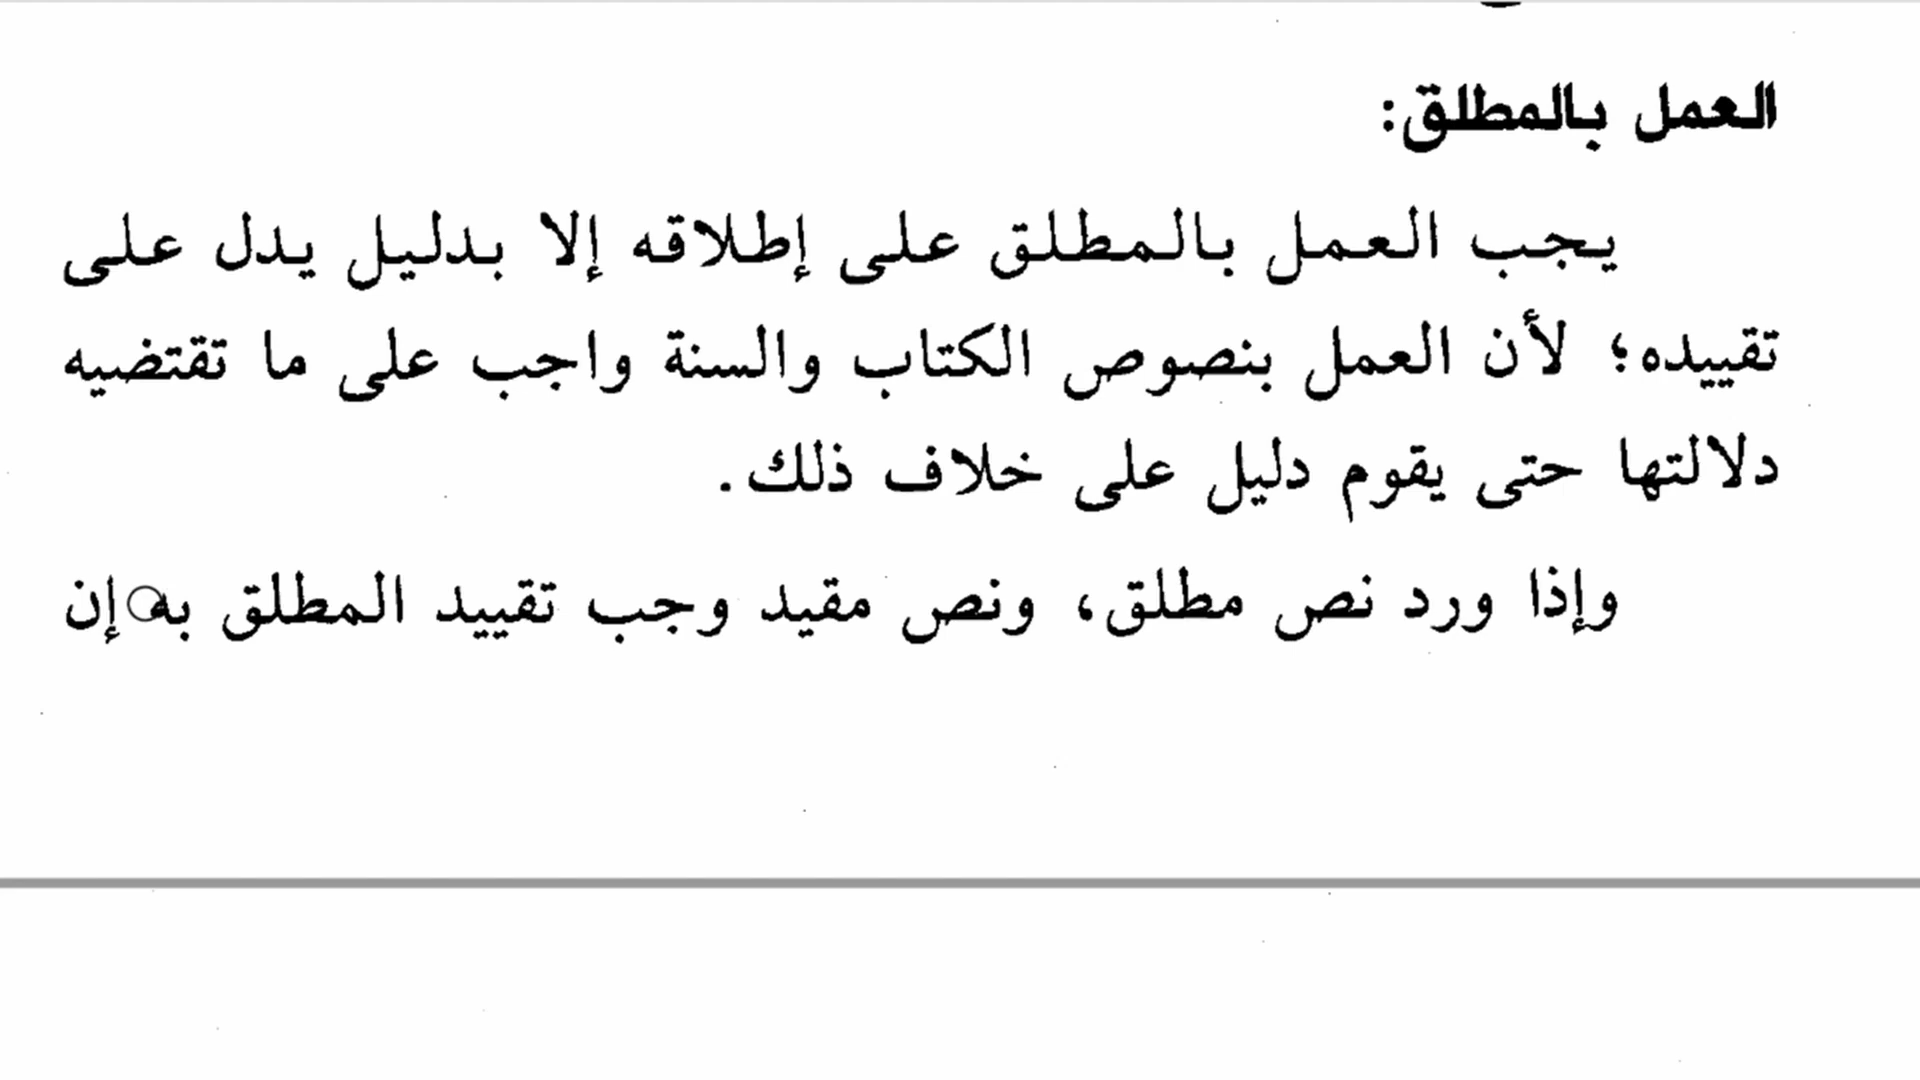 العمل بالمطلق:
يجب العمل بالمطلق على إطلاقه إلا بدليل يدل على
تقييده؛ لأن العمل بنصوص الكتاب والسنة واجب على ما تقتضيه
دلالتها حتى يقوم دليل على خلاف ذلك.
وإذا ورد نص مطلق، ونص مقيد وجب تقييد المطلق به إن